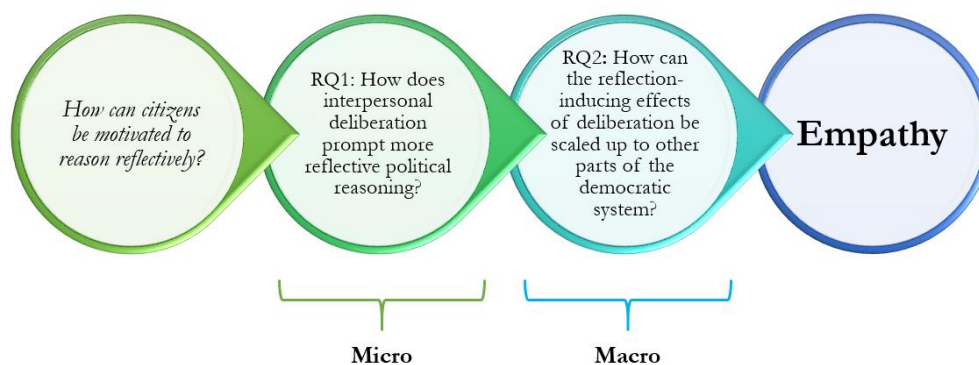 How can citizens
be motivated to
reason reflectively?
RQ1: How does
interpersonal
deliberation
prompt more
reflective political
reasoning?
RQ2: How can
the reflection-
inducing effects
of deliberation be
scaled up to other
parts of the
democratic
system?
Empathy
Micro
Macro